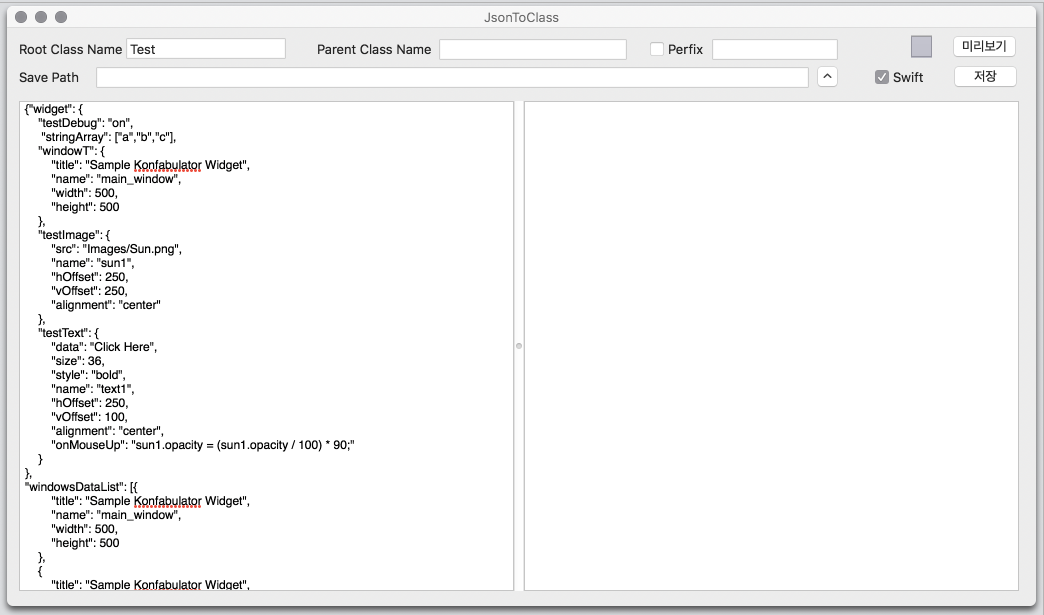 JsonToClass
Root Class Name Test Parent Class Name Perfix 미리보기
Save Path Swift 저장
{"widget": {
"testDebug": "on",
"stringArray": ["a","b","c"],
"windowT": {
"title": "Sample Konfabulator Widget",
"name": "main_window",
"width": 500,
"height": 500
},
"testImage": {
"src": "Images/Sun.png",
"name": "sun1",
"hOffset": 250,
"vOffset": 250,
"alignment": "center"
},
"testText": {
"data": "Click Here",
"size": 36,
"style": "bold",
"name": "text1",
"hOffset": 250,
"vOffset": 100,
"alignment": "center",
"onMouseUp": "sun1.opacity = (sun1.opacity / 100) * 90;"
}
},
"windowsDataList": [{
"title": "Sample Konfabulator Widget",
"name": "main_window",
"width": 500,
"height": 500
},
{
"title": "Sample Konfabulator Widget",